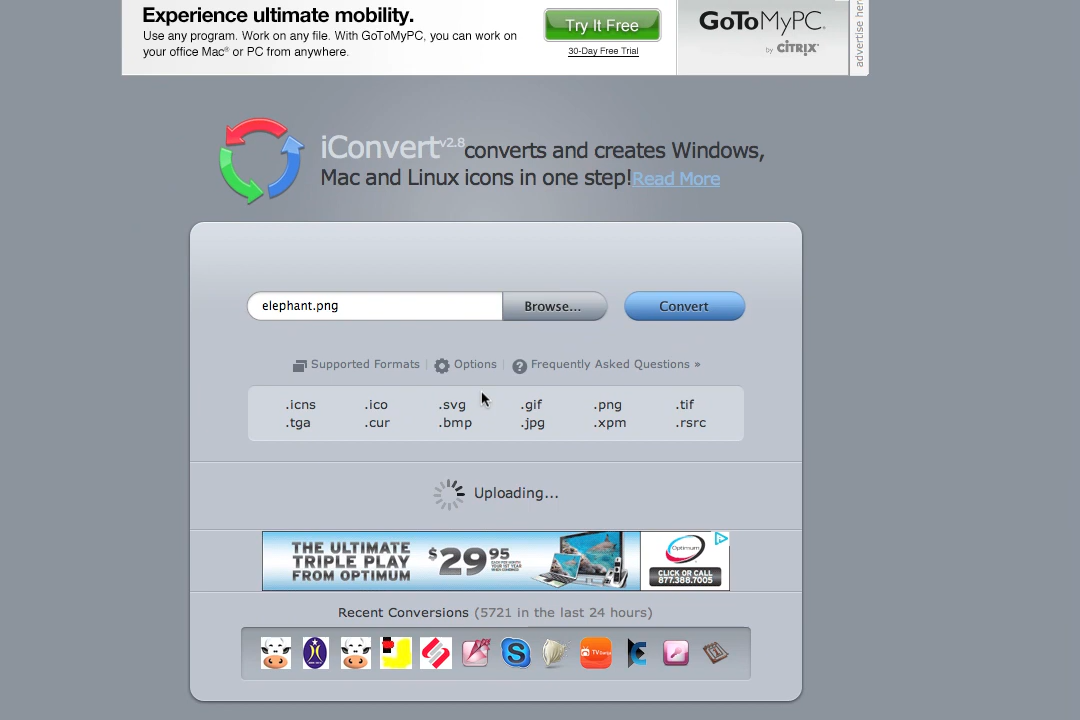 Experience ultimate mobility.
Use any program. Work on any file. With GoToMyPC, you can work on
your office Mac® or PC from anywhere.
Try It Free
30-Day Free Trial
GoToMyPC®
by CITRIX®
advertise here
iConvert v2.8 converts and creates Windows,
Mac and Linux icons in one step! Read More
elephant.png
Browse...
Convert
Supported Formats | Options | Frequently Asked Questions »
.icns .ico .svg .gif .png .tif
.tga .cur .bmp .jpg .xpm .rsrc
Uploading...
THE ULTIMATE
TRIPLE PLAY
FROM OPTIMUM
$29.95
Optimum
CLICK OR CALL
877.388.7005
Recent Conversions (5721 in the last 24 hours)